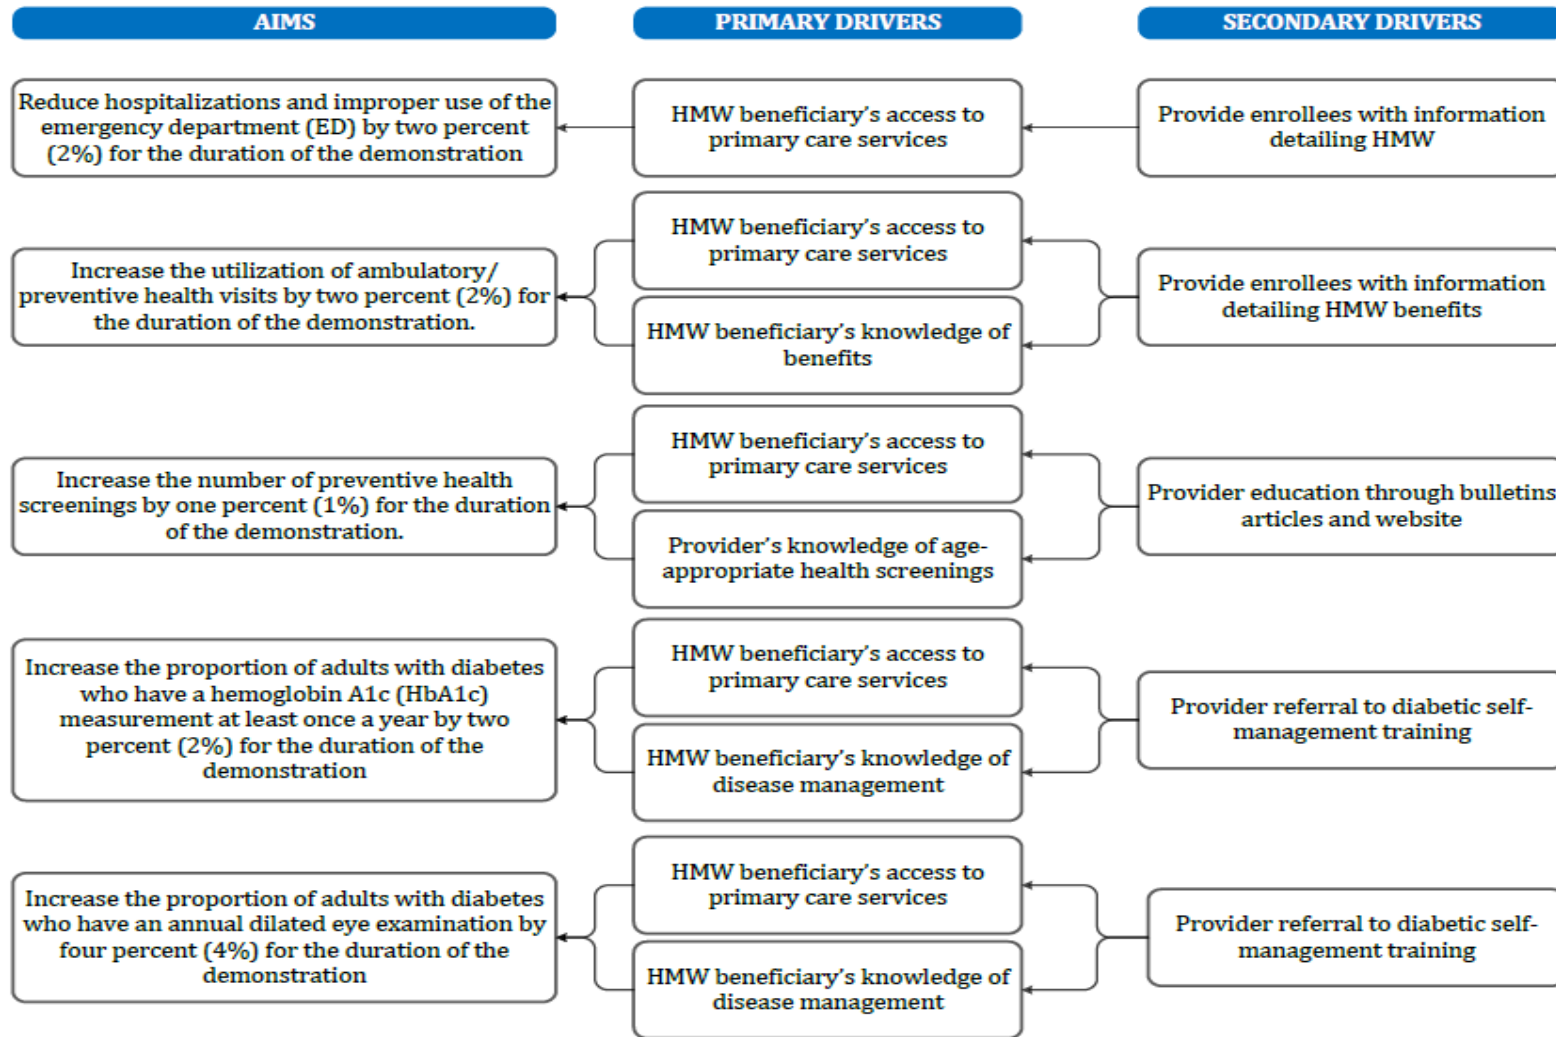 AIMS
PRIMARY DRIVERS
SECONDARY DRIVERS
Reduce hospitalizations and improper use of the
emergency department (ED) by two percent
(2%) for the duration of the demonstration
HMW beneficiary's access to
primary care services
Provide enrollees with information
detailing HMW
Increase the utilization of ambulatory/
preventive health visits by two percent (2%) for
the duration of the demonstration.
HMW beneficiary's access to
primary care services
HMW beneficiary's knowledge of
benefits
Provide enrollees with information
detailing HMW benefits
Increase the number of preventive health
screenings by one percent (1%) for the duration
of the demonstration.
HMW beneficiary's access to
primary care services
Provider's knowledge of age-
appropriate health screenings
Provider education through bulletins
articles and website
Increase the proportion of adults with diabetes
who have a hemoglobin A1c (HbA1c)
measurement at least once a year by two
percent (2%) for the duration of the
demonstration
HMW beneficiary's access to
primary care services
HMW beneficiary's knowledge of
disease management
Provider referral to diabetic self-
management training
Increase the proportion of adults with diabetes
who have an annual dilated eye examination by
four percent (4%) for the duration of the
demonstration
HMW beneficiary's access to
primary care services
HMW beneficiary's knowledge of
disease management
Provider referral to diabetic self-
management training